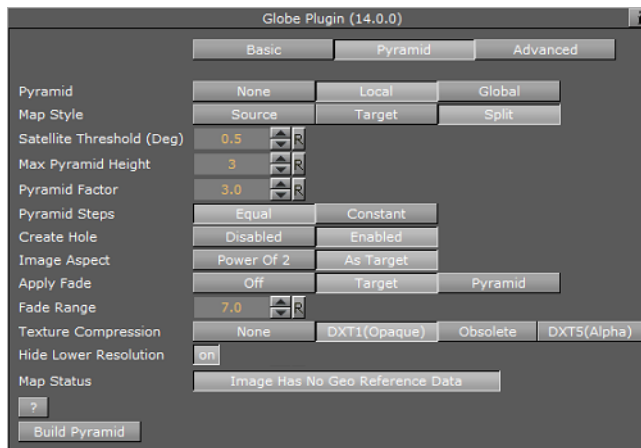 Globe Plugin (14.0.0) i
Basic Pyramid Advanced
Pyramid None Local Global
Map Style Source Target Split
Satellite Threshold (Deg) 0.5 R
Max Pyramid Height 3 R
Pyramid Factor 3.0 R
Pyramid Steps Equal Constant
Create Hole Disabled Enabled
Image Aspect Power Of 2 As Target
Apply Fade Off Target Pyramid
Fade Range 7.0 R
Texture Compression None DXT1(Opaque) Obsolete DXT5(Alpha)
Hide Lower Resolution on
Map Status Image Has No Geo Reference Data
?
Build Pyramid